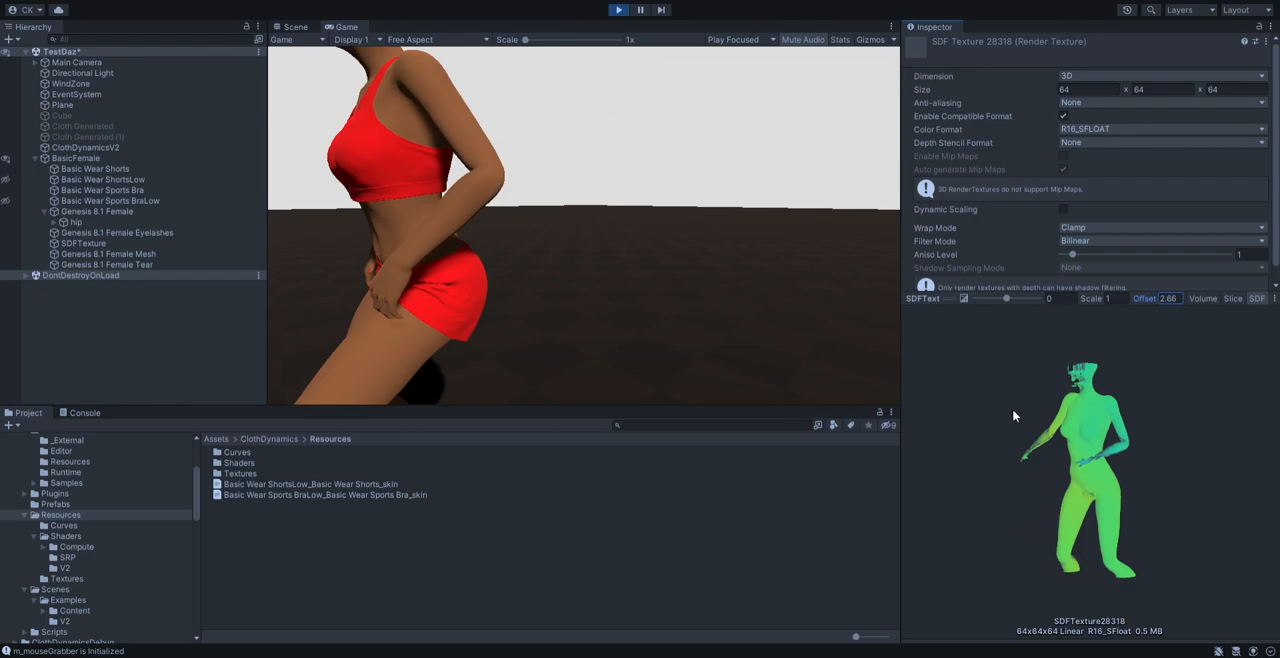 CK
Layers
Layout
Hierarchy
All
TestDaz*
Main Camera
Directional Light
WindZone
EventSystem
Plane
Cube
Cloth Generated
Cloth Generated (1)
ClothDynamicsV2
BasicFemale
Basic Wear Shorts
Basic Wear ShortsLow
Basic Wear Sports Bra
Basic Wear Sports BraLow
Genesis 8.1 Female
hip
Genesis 8.1 Female Eyelashes
SDFTexture
Genesis 8.1 Female Mesh
Genesis 8.1 Female Tear
DontDestroyOnLoad
Scene Game
Game Display 1 Free Aspect Scale 1x Play Focused Mute Audio Stats Gizmos
Inspector
SDF Texture 28318 (Render Texture)
Dimension 3D
Size 64 x 64 x 64
Anti-aliasing None
Enable Compatible Format
Color Format R16_SFLOAT
Depth Stencil Format None
Enable Mip Maps
Auto generate Mip Maps
3D RenderTextures do not support Mip Maps.
Dynamic Scaling
Wrap Mode Clamp
Filter Mode Bilinear
Aniso Level 1
Shadow Sampling Mode None
Only render textures with depth can have shadow filtering.
SDFText 0 Scale 1 Offset 2.66 Volume Slice SDF
SDFTexture28318
64x64x64 Linear R16_SFloat 0.5 MB
Project Console
9
_External
Editor
Resources
Runtime
Samples
Plugins
Prefabs
Resources
Curves
Shaders
Compute
SRP
V2
Textures
Scenes
Examples
Content
V2
Scripts
ClothDynamicsDebug
Assets > ClothDynamics > Resources
Curves
Shaders
Textures
Basic Wear ShortsLow_Basic Wear Shorts_skin
Basic Wear Sports BraLow_Basic Wear Sports Bra_skin
m_mouseGrabber is Initialized